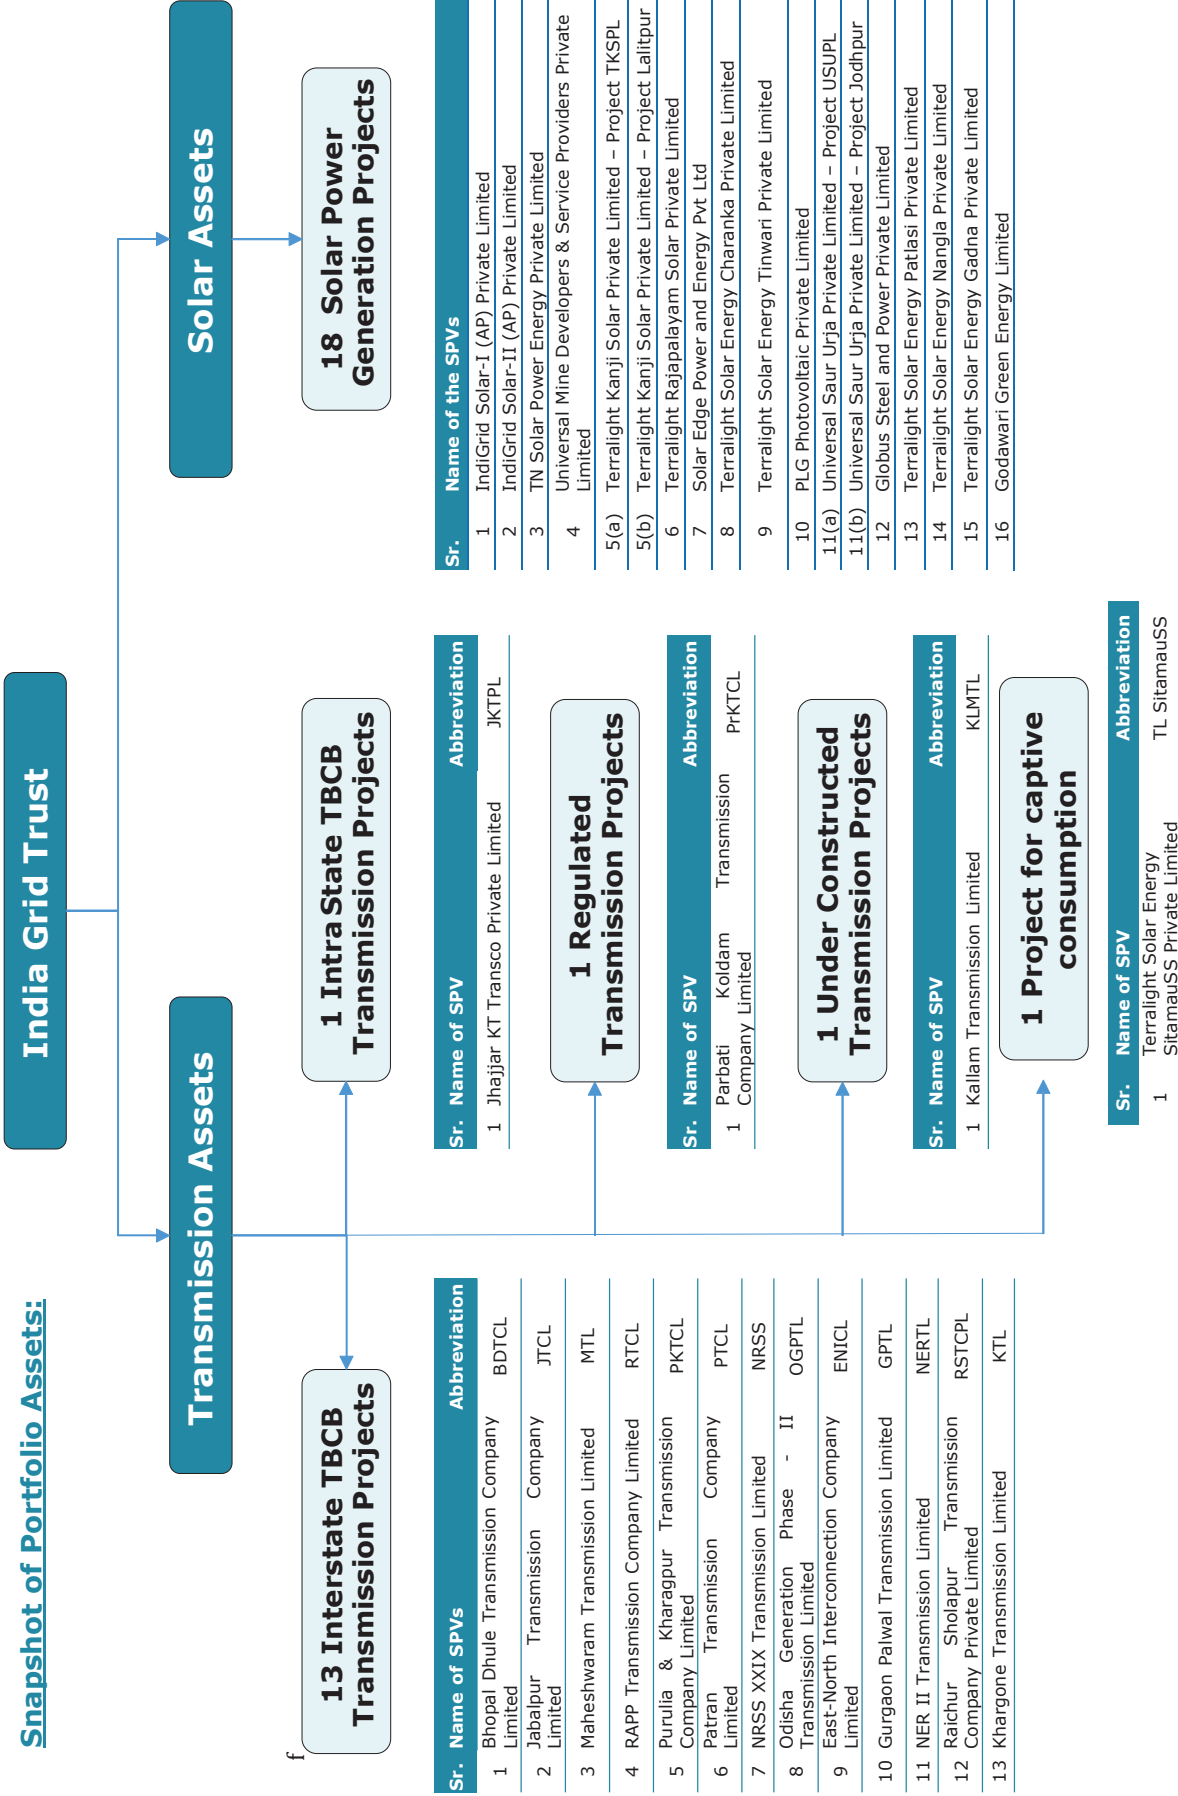 Snapshot of Portfolio Assets:
India Grid Trust
Transmission Assets
Solar Assets
f
13 Interstate TBCB
Transmission Projects
Sr. Name of SPVs Abbreviation
1 Bhopal Dhule Transmission Company
Limited BDTCL
2 Jabalpur Transmission Company
Limited JTCL
3 Maheshwaram Transmission Limited MTL
4 RAPP Transmission Company Limited RTCL
5 Purulia & Kharagpur Transmission
Company Limited PKTCL
6 Patran Transmission Company
Limited PTCL
7 NRSS XXIX Transmission Limited NRSS
8 Odisha Generation Phase - II
Transmission Limited OGPTL
9 East-North Interconnection Company
Limited ENICL
10 Gurgaon Palwal Transmission Limited GPTL
11 NER II Transmission Limited NERTL
12 Raichur Sholapur Transmission
Company Private Limited RSTCPL
13 Khargone Transmission Limited KTL
1 Intra State TBCB
Transmission Projects
Sr. Name of SPV Abbreviation
1 Jhajjar KT Transco Private Limited JKTPL
1 Regulated
Transmission Projects
Sr. Name of SPV Abbreviation
1 Parbati Koldam Transmission
Company Limited PrKTCL
1 Under Constructed
Transmission Projects
Sr. Name of SPV Abbreviation
1 Kallam Transmission Limited KLMTL
1 Project for captive
consumption
Sr. Name of SPV Abbreviation
1 Terralight Solar Energy
SitamauSS Private Limited TL SitamauSS
18 Solar Power
Generation Projects
Sr. Name of the SPVs
1 IndiGrid Solar-I (AP) Private Limited
2 IndiGrid Solar-II (AP) Private Limited
3 TN Solar Power Energy Private Limited
4 Universal Mine Developers & Service Providers Private
Limited
5(a) Terralight Kanji Solar Private Limited – Project TKSPL
5(b) Terralight Kanji Solar Private Limited – Project Lalitpur
6 Terralight Rajapalayam Solar Private Limited
7 Solar Edge Power and Energy Pvt Ltd
8 Terralight Solar Energy Charanka Private Limited
9 Terralight Solar Energy Tinwari Private Limited
10 PLG Photovoltaic Private Limited
11(a) Universal Saur Urja Private Limited – Project USUPL
11(b) Universal Saur Urja Private Limited – Project Jodhpur
12 Globus Steel and Power Private Limited
13 Terralight Solar Energy Patlasi Private Limited
14 Terralight Solar Energy Nangla Private Limited
15 Terralight Solar Energy Gadna Private Limited
16 Godawari Green Energy Limited